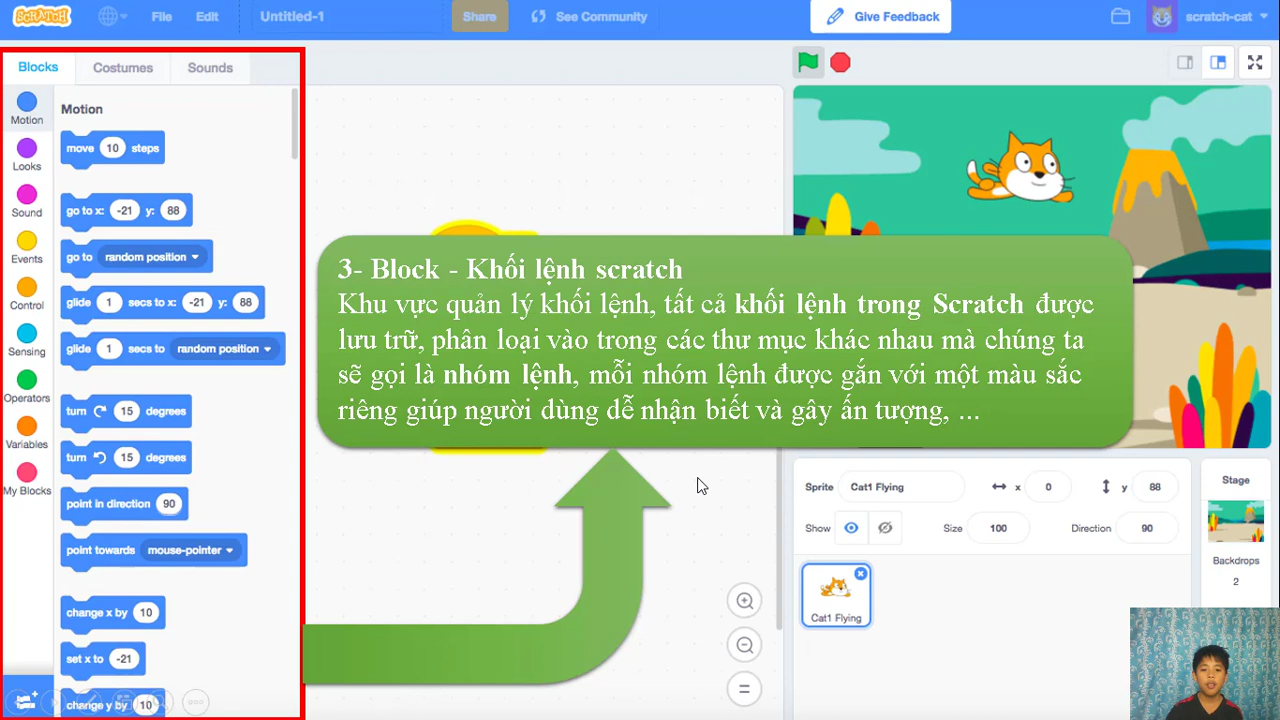 SCRATCH
File
Edit
Untitled-1
Share
See Community
Give Feedback
scratch-cat
Blocks
Costumes
Sounds
Motion
Looks
Sound
Events
Control
Sensing
Operators
Variables
My Blocks
Motion
move 10 steps
go to x: -21 y: 88
go to random position
glide 1 secs to x: -21 y: 88
glide 1 secs to random position
turn 15 degrees
turn 15 degrees
point in direction 90
point towards mouse-pointer
change x by 10
set x to -21
change y by 10
3- Block - Khối lệnh scratch
Khu vực quản lý khối lệnh, tất cả khối lệnh trong Scratch được
lưu trữ, phân loại vào trong các thư mục khác nhau mà chúng ta
sẽ gọi là nhóm lệnh, mỗi nhóm lệnh được gắn với một màu sắc
riêng giúp người dùng dễ nhận biết và gây ấn tượng, ...
Sprite Cat1 Flying x 0 y 88
Show Size 100 Direction 90
Cat1 Flying
Stage
Backdrops
2